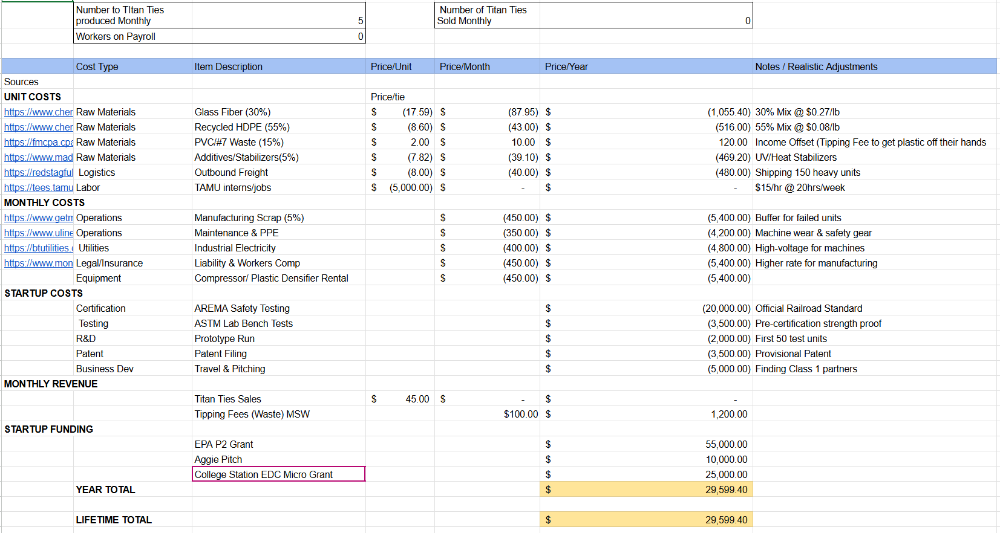 Number to TItan Ties
produced Monthly 5
Number of Titan Ties
Sold Monthly 0
Workers on Payroll 0
Cost Type Item Description Price/Unit Price/Month Price/Year Notes / Realistic Adjustments
Sources
UNIT COSTS Price/tie
https://www.cher Raw Materials Glass Fiber (30%) $ (17.59) $ (87.95) $ (1,055.40) 30% Mix @ $0.27/lb
https://www.cher Raw Materials Recycled HDPE (55%) $ (8.60) $ (43.00) $ (516.00) 55% Mix @ $0.08/lb
https://fmcpa.cpa Raw Materials PVC/#7 Waste (15%) $ 2.00 $ 10.00 $ 120.00 Income Offset (Tipping Fee to get plastic off their hands
https://www.mad Raw Materials Additives/Stabilizers(5%) $ (7.82) $ (39.10) $ (469.20) UV/Heat Stabilizers
https://redstagful Logistics Outbound Freight $ (8.00) $ (40.00) $ (480.00) Shipping 150 heavy units
https://tees.tamu Labor TAMU interns/jobs $ (5,000.00) $ - $ - $15/hr @ 20hrs/week
MONTHLY COSTS
https://www.getm Operations Manufacturing Scrap (5%) $ (450.00) $ (5,400.00) Buffer for failed units
https://www.uline Operations Maintenance & PPE $ (350.00) $ (4,200.00) Machine wear & safety gear
https://btutilities.c Utilities Industrial Electricity $ (400.00) $ (4,800.00) High-voltage for machines
https://www.mon Legal/Insurance Liability & Workers Comp $ (450.00) $ (5,400.00) Higher rate for manufacturing
Equipment Compressor/ Plastic Densifier Rental $ (450.00) $ (5,400.00)
STARTUP COSTS
Certification AREMA Safety Testing $ (20,000.00) Official Railroad Standard
Testing ASTM Lab Bench Tests $ (3,500.00) Pre-certification strength proof
R&D Prototype Run $ (2,000.00) First 50 test units
Patent Patent Filing $ (3,500.00) Provisional Patent
Business Dev Travel & Pitching $ (5,000.00) Finding Class 1 partners
MONTHLY REVENUE
Titan Ties Sales $ 45.00 $ - $ -
Tipping Fees (Waste) MSW $100.00 $ 1,200.00
STARTUP FUNDING
EPA P2 Grant $ 55,000.00
Aggie Pitch $ 10,000.00
College Station EDC Micro Grant $ 25,000.00
YEAR TOTAL $ 29,599.40
LIFETIME TOTAL $ 29,599.40